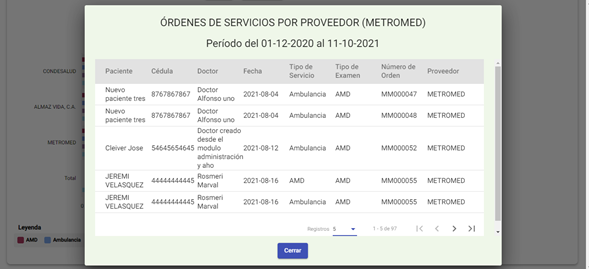 ÓRDENES DE SERVICIOS POR PROVEEDOR (METROMED)
Período del 01-12-2020 al 11-10-2021
Paciente Cédula Doctor Fecha Tipo de Servicio Tipo de Examen Número de Orden Proveedor
Nuevo paciente tres 8767867867 Doctor Alfonso uno 2021-08-04 Ambulancia AMD MM000047 METROMED
Nuevo paciente tres 8767867867 Doctor Alfonso uno 2021-08-04 Ambulancia AMD MM000048 METROMED
Cleiver Jose 54645654645 Doctor creado desde el modulo administración y aho 2021-08-12 Ambulancia AMD MM000052 METROMED
JEREMI VELASQUEZ 44444444445 Rosmeri Marval 2021-08-16 AMD AMD MM000055 METROMED
JEREMI VELASQUEZ 44444444445 Rosmeri Marval 2021-08-16 Ambulancia AMD MM000055 METROMED
Registros 5 1 - 5 de 97
Cerrar
CONDESALUD
ALMAZ VIBA, C.A.
METROMED
Total
Leyenda
AMD Ambulancia